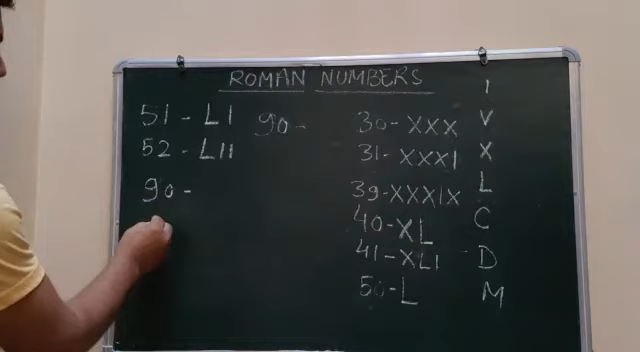 ROMAN NUMBERS
51 - LI
52 - LII
90 -
90 -
30 - XXX
31 - XXXI
39 - XXXIX
40 - XL
41 - XLI
50 - L
I
V
X
L
C
D
M